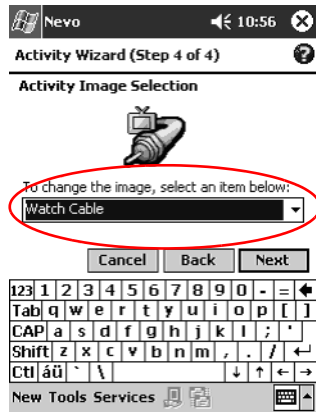 Nevo 10:56
Activity Wizard (Step 4 of 4)
Activity Image Selection
To change the image, select an item below:
Watch Cable
Cancel Back Next
123 1 2 3 4 5 6 7 8 9 0 - =
Tab q w e r t y u i o p [ ]
CAP a s d f g h j k l ; '
Shift z x c v b n m , . /
Ctl áü ` \
New Tools Services